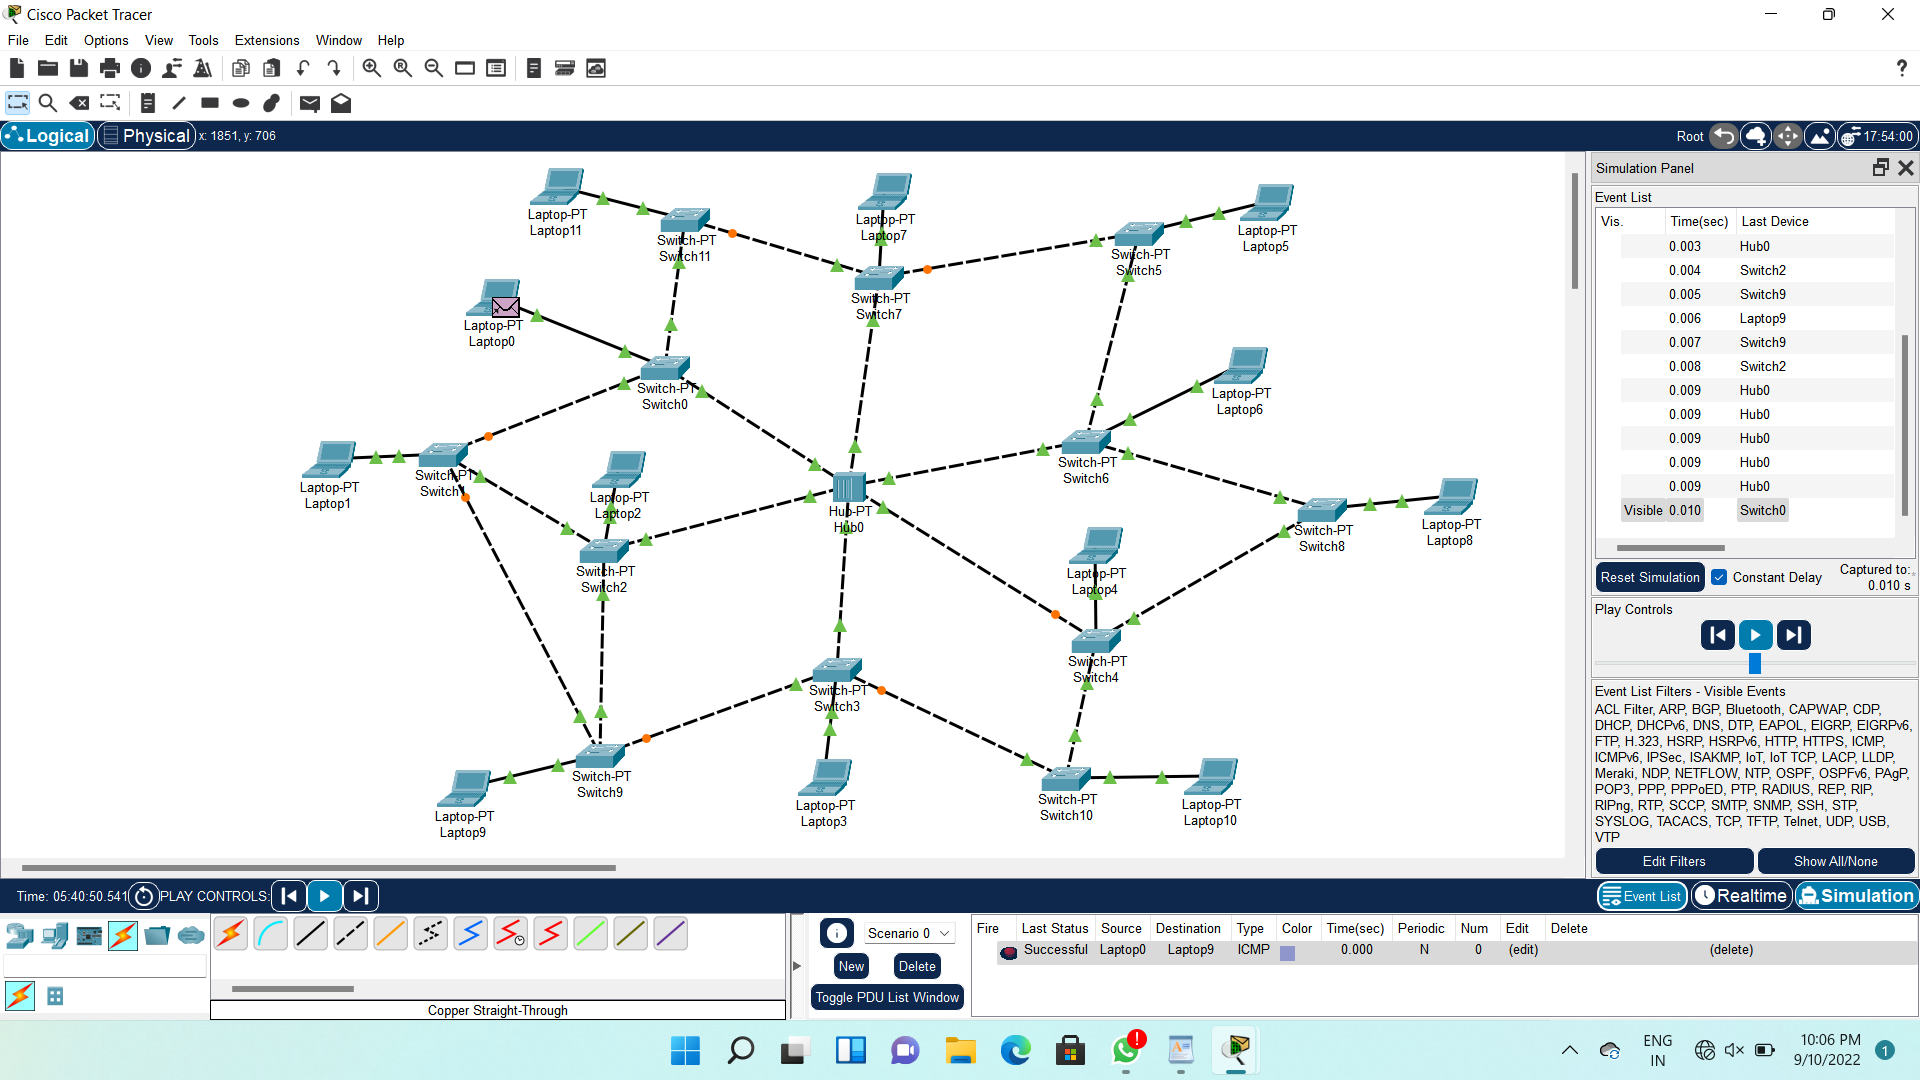 Cisco Packet Tracer
File Edit Options View Tools Extensions Window Help
?
Logical Physical x: 1851, y: 706
Root 17:54:00
Laptop-PT
Laptop11
Switch-PT
Switch11
Laptop-PT
Laptop7
Switch-PT
Switch7
Switch-PT
Switch5
Laptop-PT
Laptop5
Laptop-PT
Laptop0
Switch-PT
Switch0
Laptop-PT
Laptop6
Switch-PT
Switch6
Laptop-PT
Laptop1
Switch-PT
Switch1
Laptop-PT
Laptop2
Switch-PT
Switch2
Hub-PT
Hub0
Switch-PT
Switch8
Laptop-PT
Laptop8
Laptop-PT
Laptop4
Switch-PT
Switch4
Switch-PT
Switch3
Laptop-PT
Laptop3
Switch-PT
Switch9
Laptop-PT
Laptop9
Switch-PT
Switch10
Laptop-PT
Laptop10
Simulation Panel
Event List
Vis. Time(sec) Last Device
0.003 Hub0
0.004 Switch2
0.005 Switch9
0.006 Laptop9
0.007 Switch9
0.008 Switch2
0.009 Hub0
0.009 Hub0
0.009 Hub0
0.009 Hub0
0.009 Hub0
Visible 0.010 Switch0
Reset Simulation Constant Delay Captured to:
0.010 s
Play Controls
Event List Filters - Visible Events
ACL Filter, ARP, BGP, Bluetooth, CAPWAP, CDP,
DHCP, DHCPv6, DNS, DTP, EAPOL, EIGRP, EIGRPv6,
FTP, H.323, HSRP, HSRPv6, HTTP, HTTPS, ICMP,
ICMPv6, IPSec, ISAKMP, IoT, IoT TCP, LACP, LLDP,
Meraki, NDP, NETFLOW, NTP, OSPF, OSPFv6, PAgP,
POP3, PPP, PPPoED, PTP, RADIUS, REP, RIP,
RIPng, RTP, SCCP, SMTP, SNMP, SSH, STP,
SYSLOG, TACACS, TCP, TFTP, Telnet, UDP, USB,
VTP
Edit Filters Show All/None
Time: 05:40:50.541 PLAY CONTROLS:
Event List Realtime Simulation
Copper Straight-Through
Scenario 0
New Delete
Toggle PDU List Window
Fire Last Status Source Destination Type Color Time(sec) Periodic Num Edit Delete
Successful Laptop0 Laptop9 ICMP 0.000 N 0 (edit) (delete)
ENG
IN
10:06 PM
9/10/2022
1